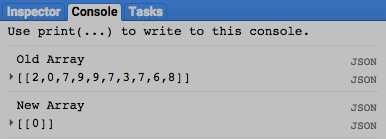 Inspector Console Tasks
Use print(...) to write to this console.
Old Array JSON
[[2,0,7,9,9,7,3,7,6,8]] JSON
New Array JSON
[[0]] JSON